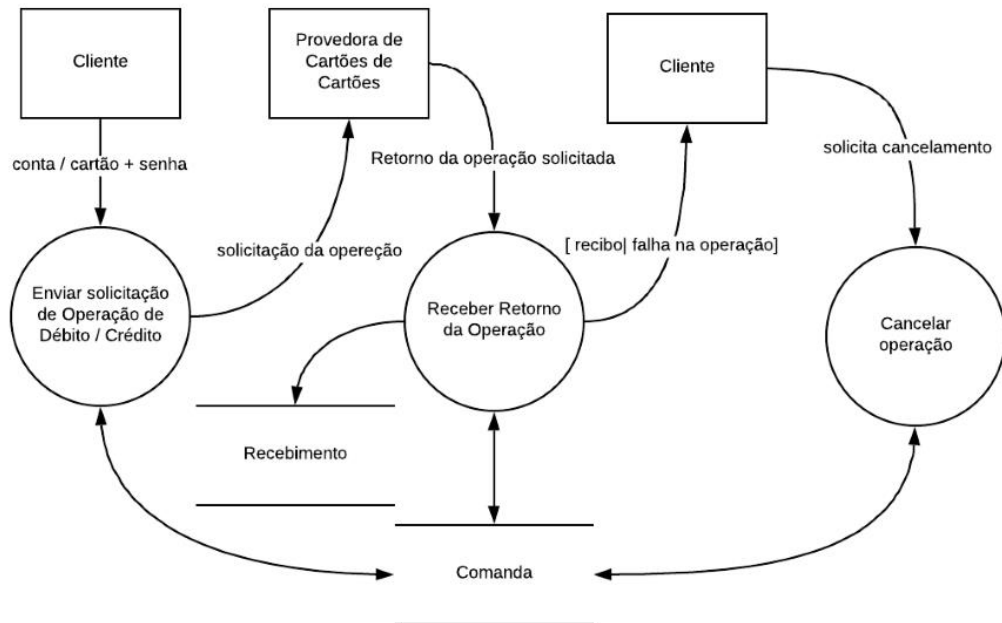 Cliente
Provedora de
Cartões de
Cartões
Cliente
conta / cartão + senha
Retorno da operação solicitada
solicita cancelamento
solicitação da opereção
[ recibo| falha na operação]
Enviar solicitação
de Operação de
Débito / Crédito
Receber Retorno
da Operação
Cancelar
operação
Recebimento
Comanda